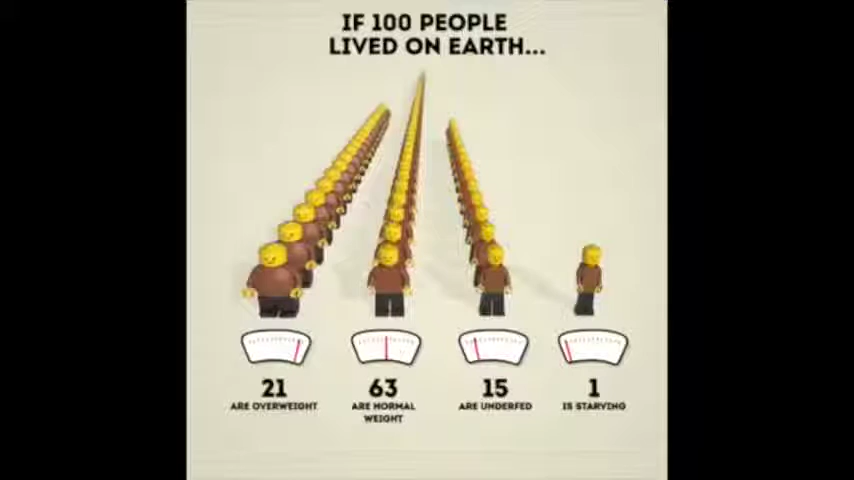 IF 100 PEOPLE
LIVED ON EARTH...
21
ARE OVERWEIGHT
63
ARE NORMAL
WEIGHT
15
ARE UNDERFED
1
IS STARVING